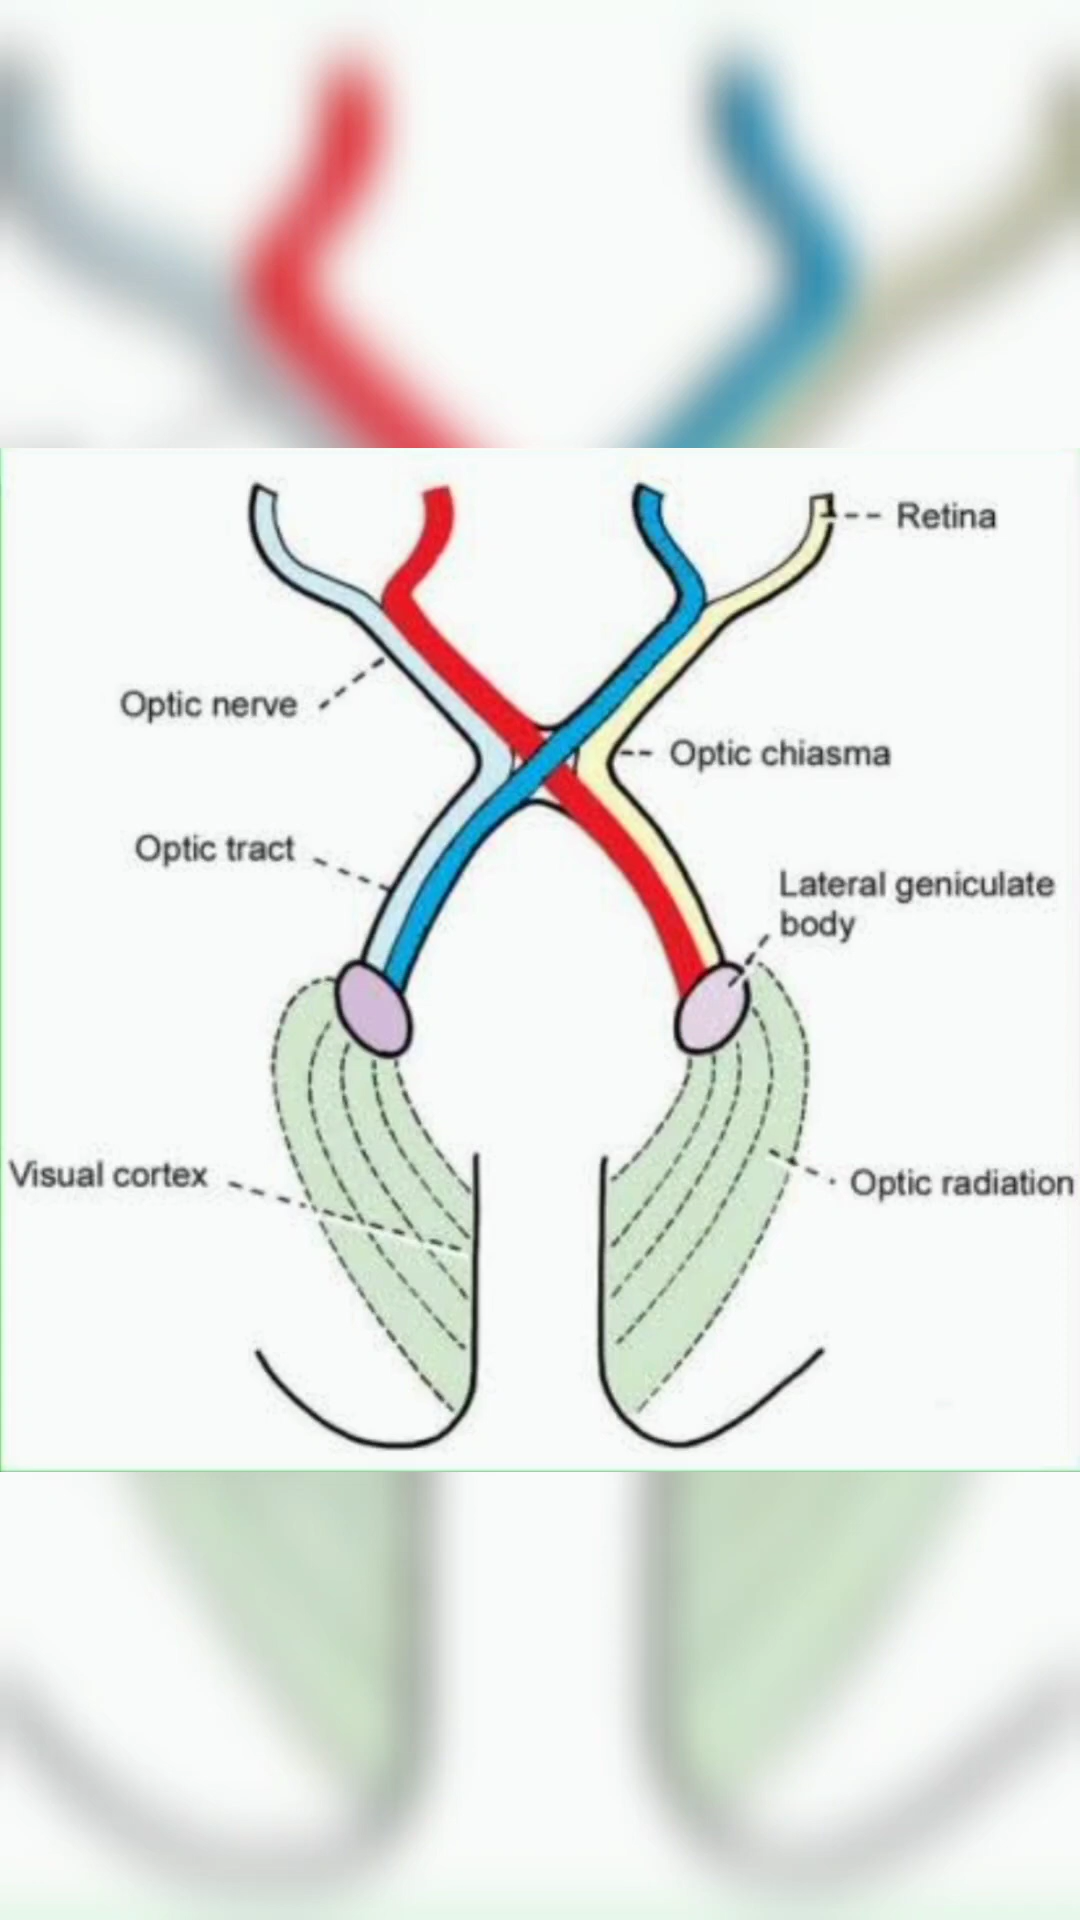 Retina
Optic nerve
Optic chiasma
Optic tract
Lateral geniculate
body
Visual cortex
Optic radiation